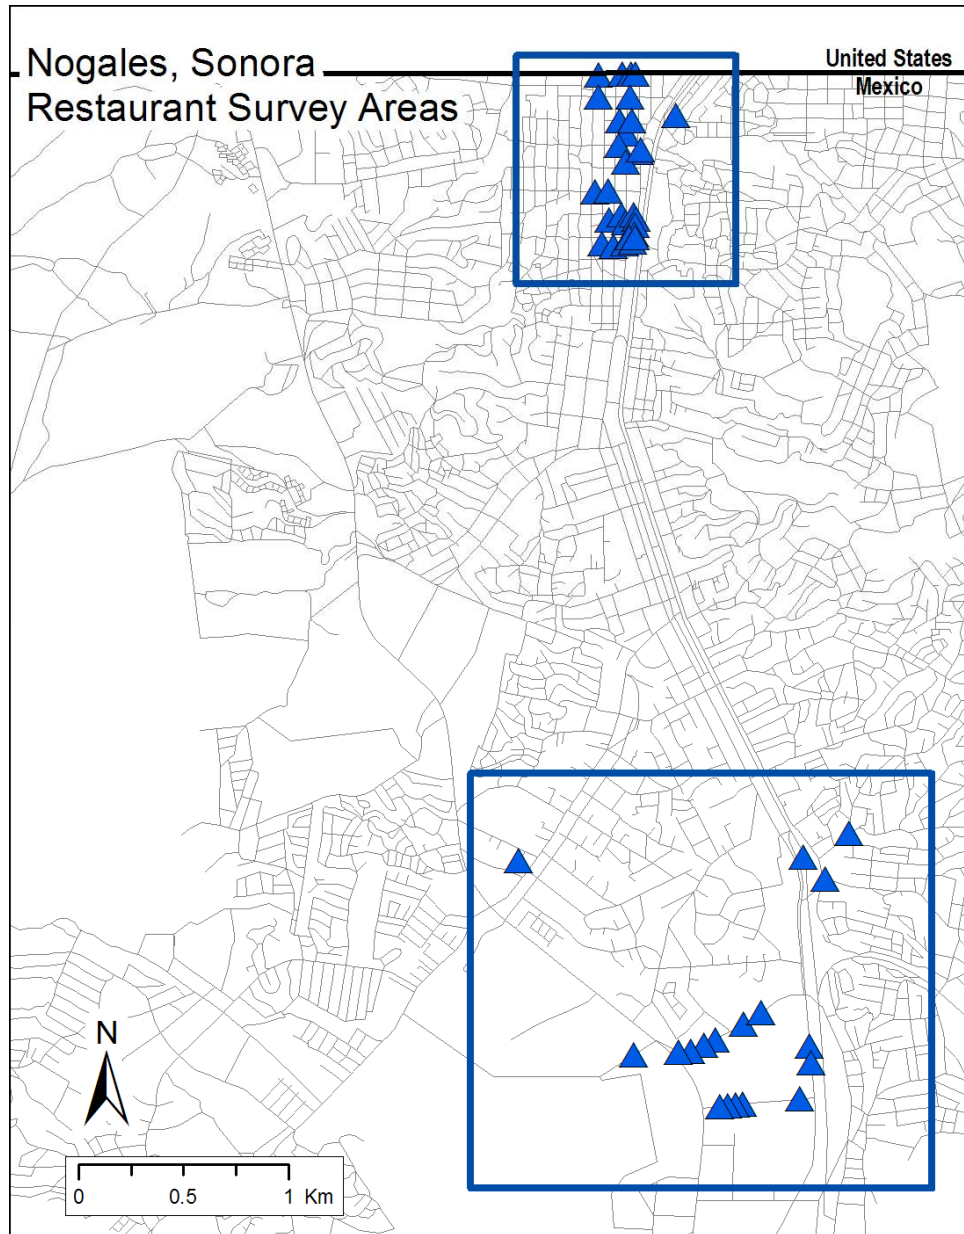 Nogales, Sonora
Restaurant Survey Areas
United States
Mexico
N
0 0.5 1 Km